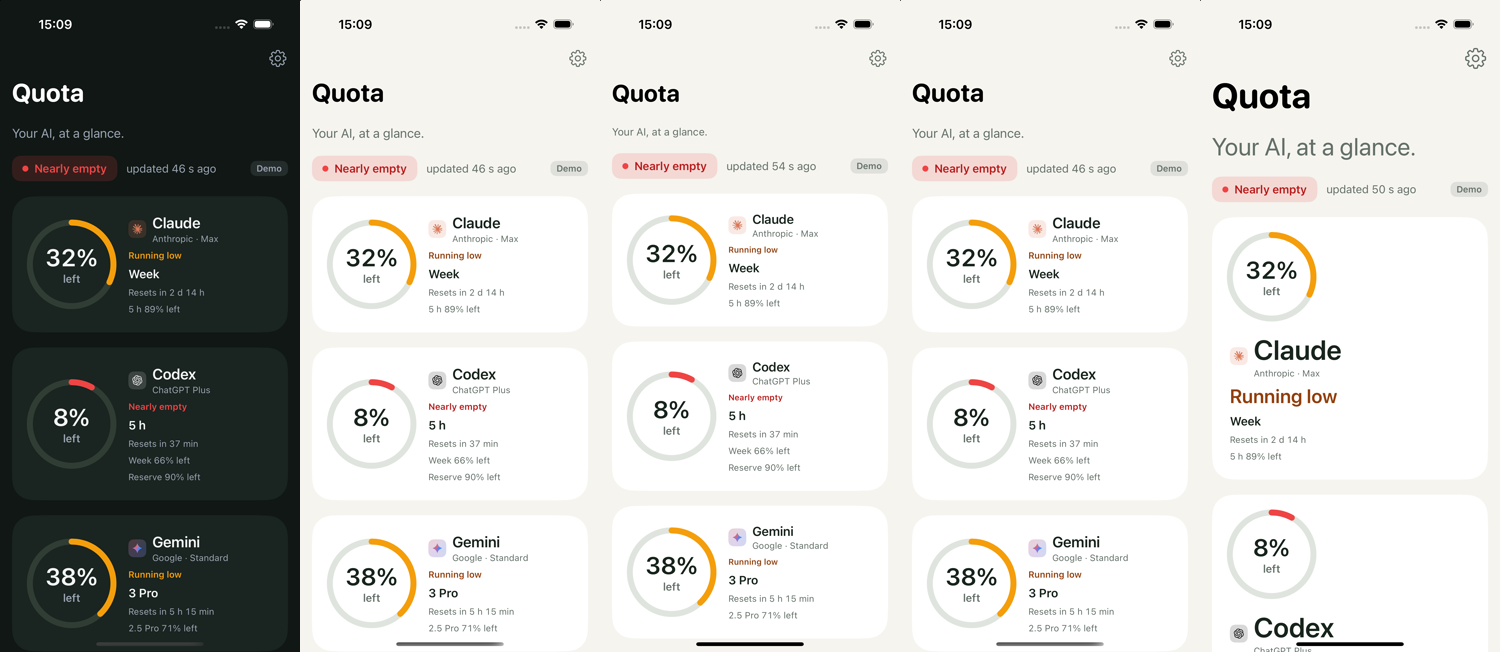 15:09
Quota
Your AI, at a glance.
Nearly empty updated 46 s ago Demo
32% left
Claude
Anthropic · Max
Running low
Week
Resets in 2 d 14 h
5 h 89% left
8% left
Codex
ChatGPT Plus
Nearly empty
5 h
Resets in 37 min
Week 66% left
Reserve 90% left
38% left
Gemini
Google · Standard
Running low
3 Pro
Resets in 5 h 15 min
2.5 Pro 71% left
15:09
Quota
Your AI, at a glance.
Nearly empty updated 46 s ago Demo
32% left
Claude
Anthropic · Max
Running low
Week
Resets in 2 d 14 h
5 h 89% left
8% left
Codex
ChatGPT Plus
Nearly empty
5 h
Resets in 37 min
Week 66% left
Reserve 90% left
38% left
Gemini
Google · Standard
Running low
3 Pro
Resets in 5 h 15 min
2.5 Pro 71% left
15:09
Quota
Your AI, at a glance.
Nearly empty updated 54 s ago Demo
32% left
Claude
Anthropic · Max
Running low
Week
Resets in 2 d 14 h
5 h 89% left
8% left
Codex
ChatGPT Plus
Nearly empty
5 h
Resets in 37 min
Week 66% left
Reserve 90% left
38% left
Gemini
Google · Standard
Running low
3 Pro
Resets in 5 h 15 min
2.5 Pro 71% left
15:09
Quota
Your AI, at a glance.
Nearly empty updated 46 s ago Demo
32% left
Claude
Anthropic · Max
Running low
Week
Resets in 2 d 14 h
5 h 89% left
8% left
Codex
ChatGPT Plus
Nearly empty
5 h
Resets in 37 min
Week 66% left
Reserve 90% left
38% left
Gemini
Google · Standard
Running low
3 Pro
Resets in 5 h 15 min
2.5 Pro 71% left
15:09
Quota
Your AI, at a glance.
Nearly empty updated 50 s ago Demo
32% left
Claude
Anthropic · Max
Running low
Week
Resets in 2 d 14 h
5 h 89% left
8% left
Codex
ChatGPT Plus